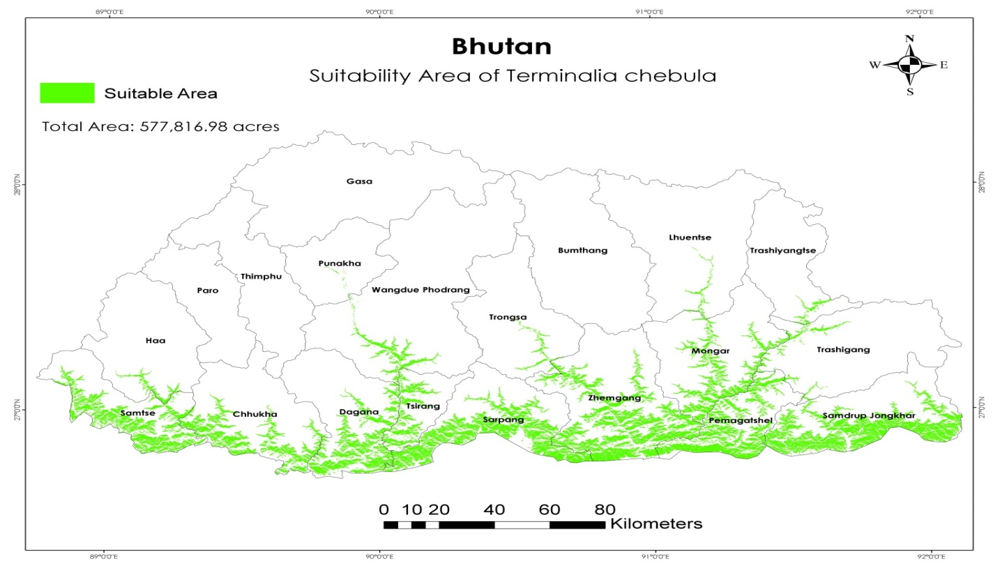 89°0'0"E 90°0'0"E 91°0'0"E 92°0'0"E
Bhutan
Suitability Area of Terminalia chebula
N
W E
S
Suitable Area
Total Area: 577,816.98 acres
28°0'0"N 28°0'0"N
Gasa
Lhuentse
Bumthang
Trashiyangtse
Punakha
Thimphu
Paro
Wangdue Phodrang
Trongsa
Haa
Mongar
Trashigang
27°0'0"N 27°0'0"N
Zhemgang
Tsirang
Samtse
Chhukha
Dagana
Sarpang
Pemagatshel
Samdrup Jongkhar
0 10 20 40 60 80
Kilometers
89°0'0"E 90°0'0"E 91°0'0"E 92°0'0"E